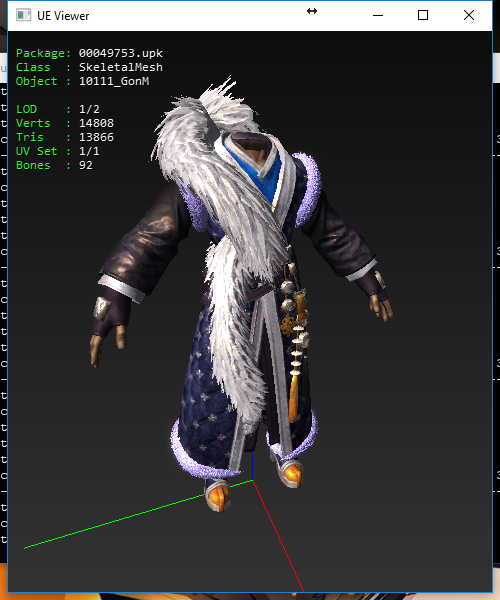 UE Viewer
Package: 00049753.upk
Class : SkeletalMesh
Object : 10111_GonM
LOD : 1/2
Verts : 14808
Tris : 13866
UV Set : 1/1
Bones : 92